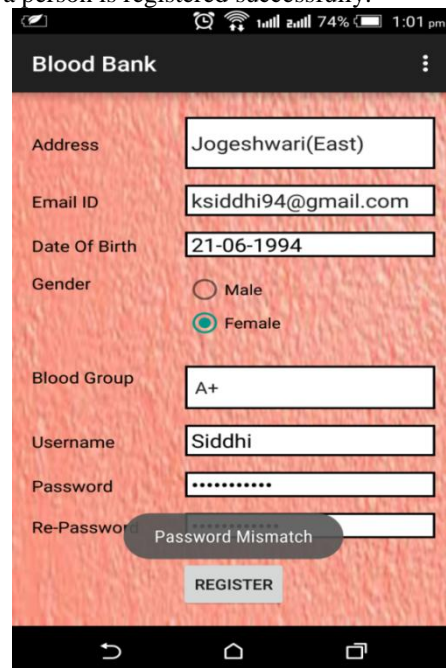 a person is registered successfully.
74% 1:01 pm
Blood Bank
Address Jogeshwari(East)
Email ID ksiddhi94@gmail.com
Date Of Birth 21-06-1994
Gender Male
Female
Blood Group A+
Username Siddhi
Password •••••••••••
Re-Password
Password Mismatch
REGISTER